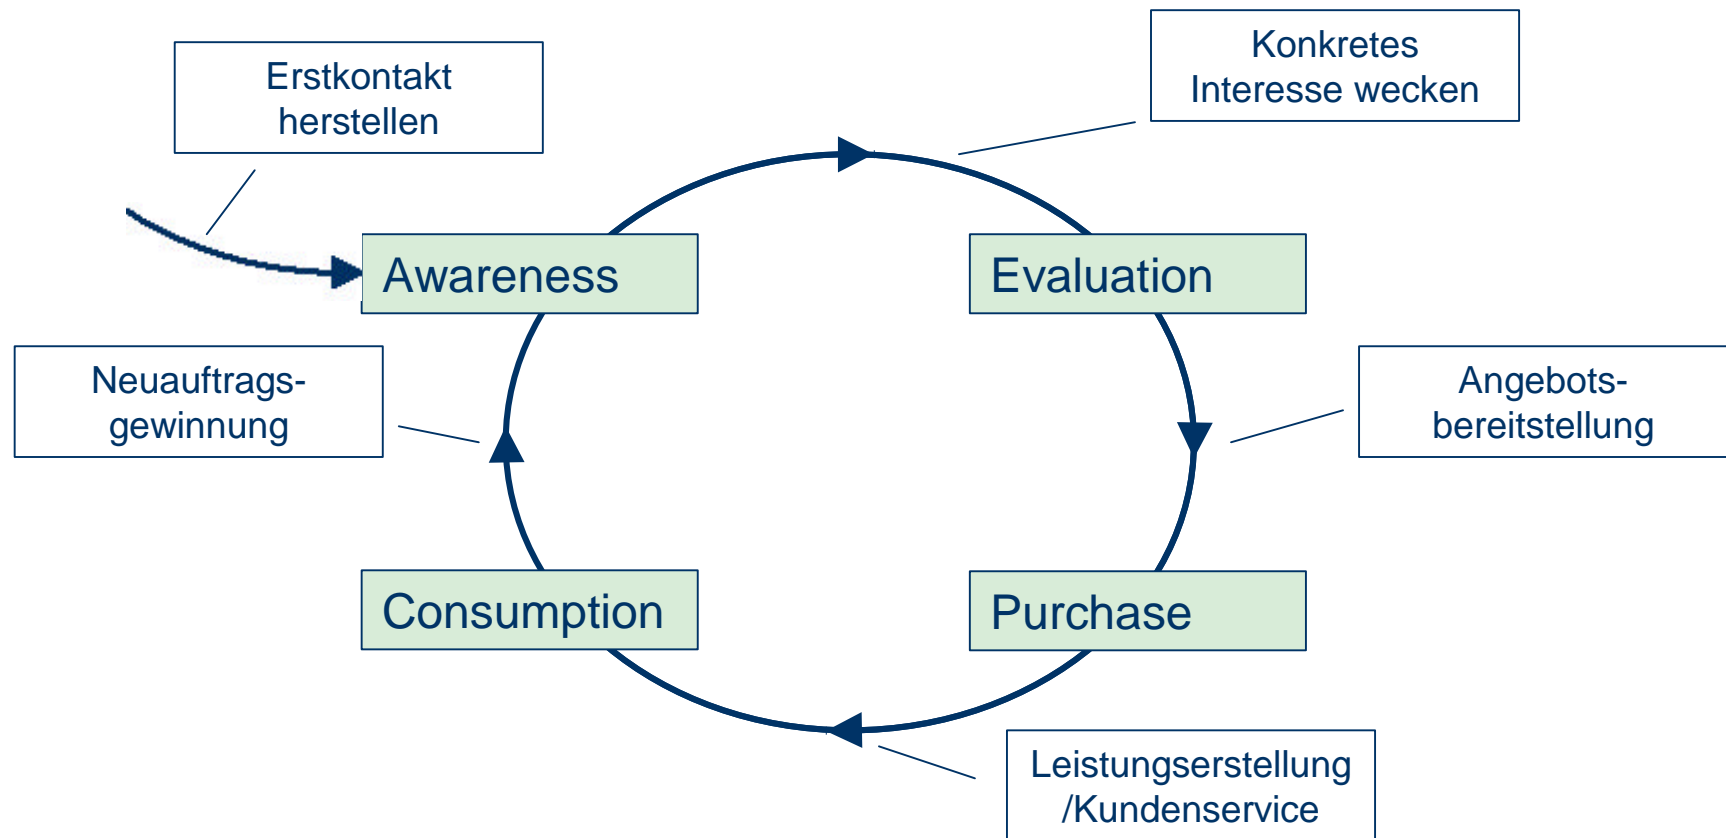 Erstkontakt
herstellen
Konkretes
Interesse wecken
Awareness
Evaluation
Neuauftrags-
gewinnung
Angebots-
bereitstellung
Consumption
Purchase
Leistungserstellung
/Kundenservice